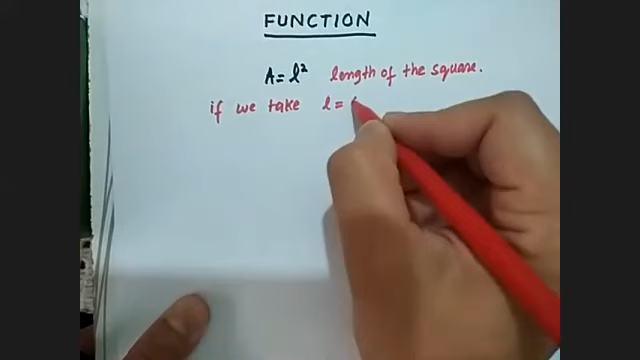 FUNCTION
A = l² length of the square.
if we take l =